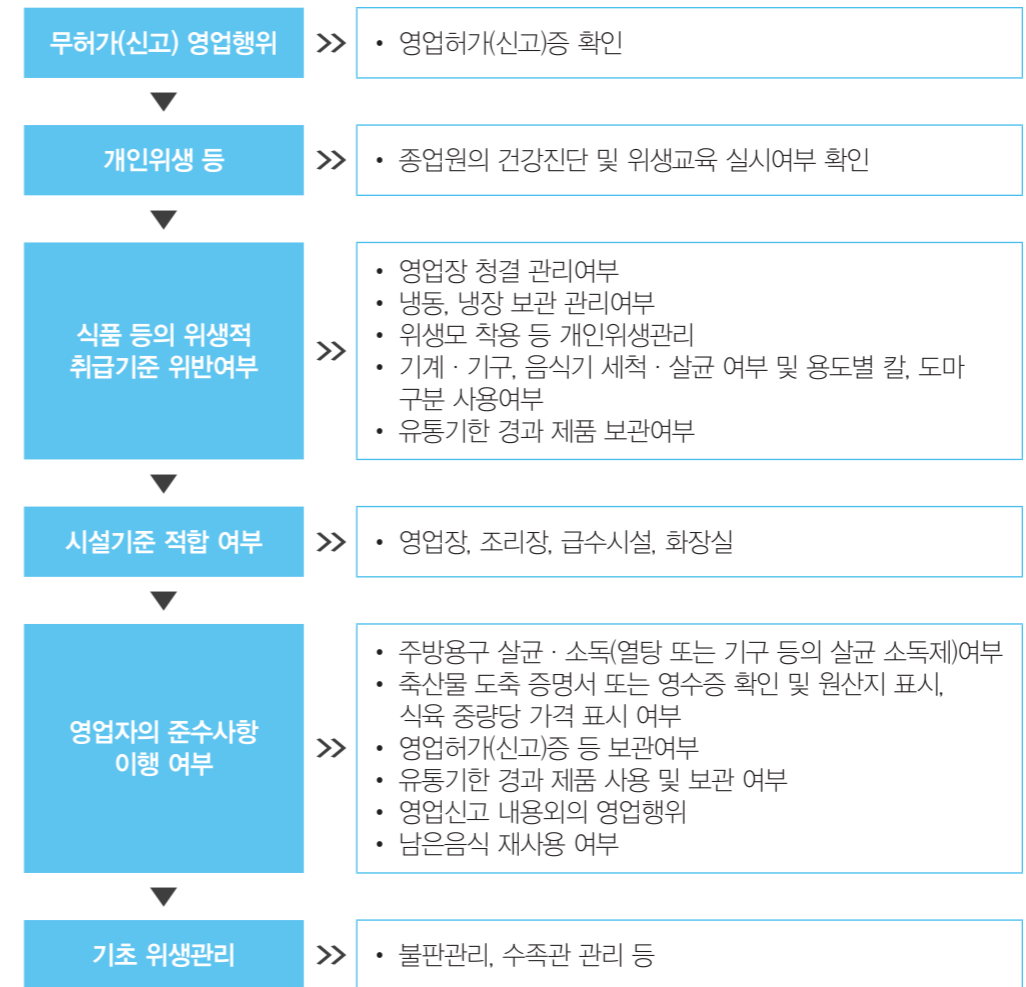 무허가(신고) 영업행위 >> • 영업허가(신고)증 확인
▼
개인위생 등 >> • 종업원의 건강진단 및 위생교육 실시여부 확인
▼
식품 등의 위생적
취급기준 위반여부
>>
• 영업장 청결 관리여부
• 냉동, 냉장 보관 관리여부
• 위생모 착용 등 개인위생관리
• 기계 · 기구, 음식기 세척 · 살균 여부 및 용도별 칼, 도마
구분 사용여부
• 유통기한 경과 제품 보관여부
▼
시설기준 적합 여부 >> • 영업장, 조리장, 급수시설, 화장실
▼
영업자의 준수사항
이행 여부
>>
• 주방용구 살균 · 소독(열탕 또는 기구 등의 살균 소독제)여부
• 축산물 도축 증명서 또는 영수증 확인 및 원산지 표시,
식육 중량당 가격 표시 여부
• 영업허가(신고)증 등 보관여부
• 유통기한 경과 제품 사용 및 보관 여부
• 영업신고 내용외의 영업행위
• 남은음식 재사용 여부
▼
기초 위생관리 >> • 불판관리, 수족관 관리 등